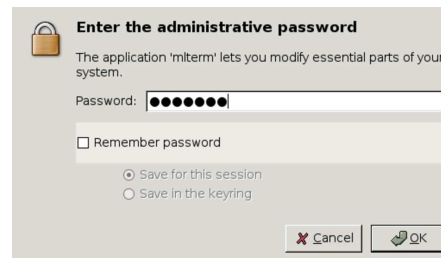 Enter the administrative password
The application 'mlterm' lets you modify essential parts of your
system.
Password: ●●●●●●●
Remember password
Save for this session
Save in the keyring
Cancel
OK